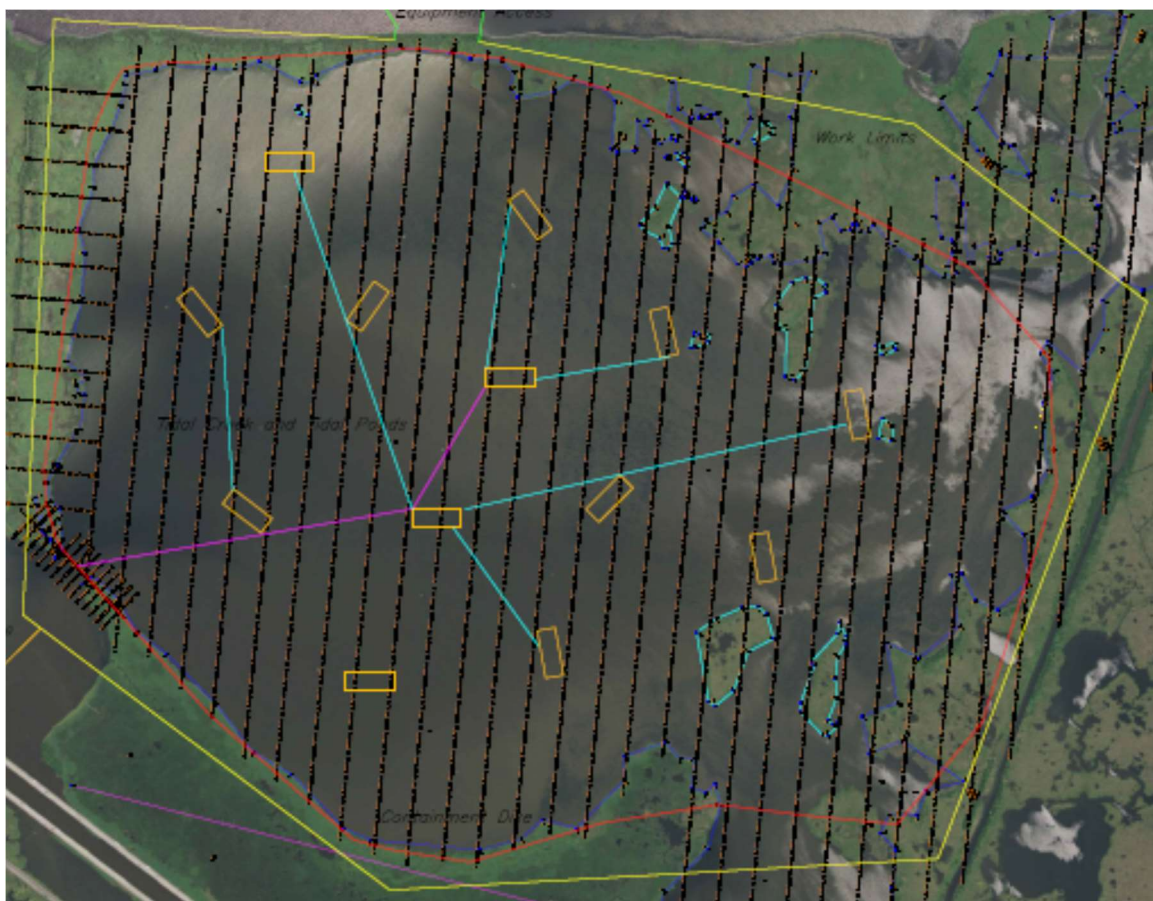 Equipment Access
Work Limits
Tidal Creek and Tidal Ponds
Containment Dike